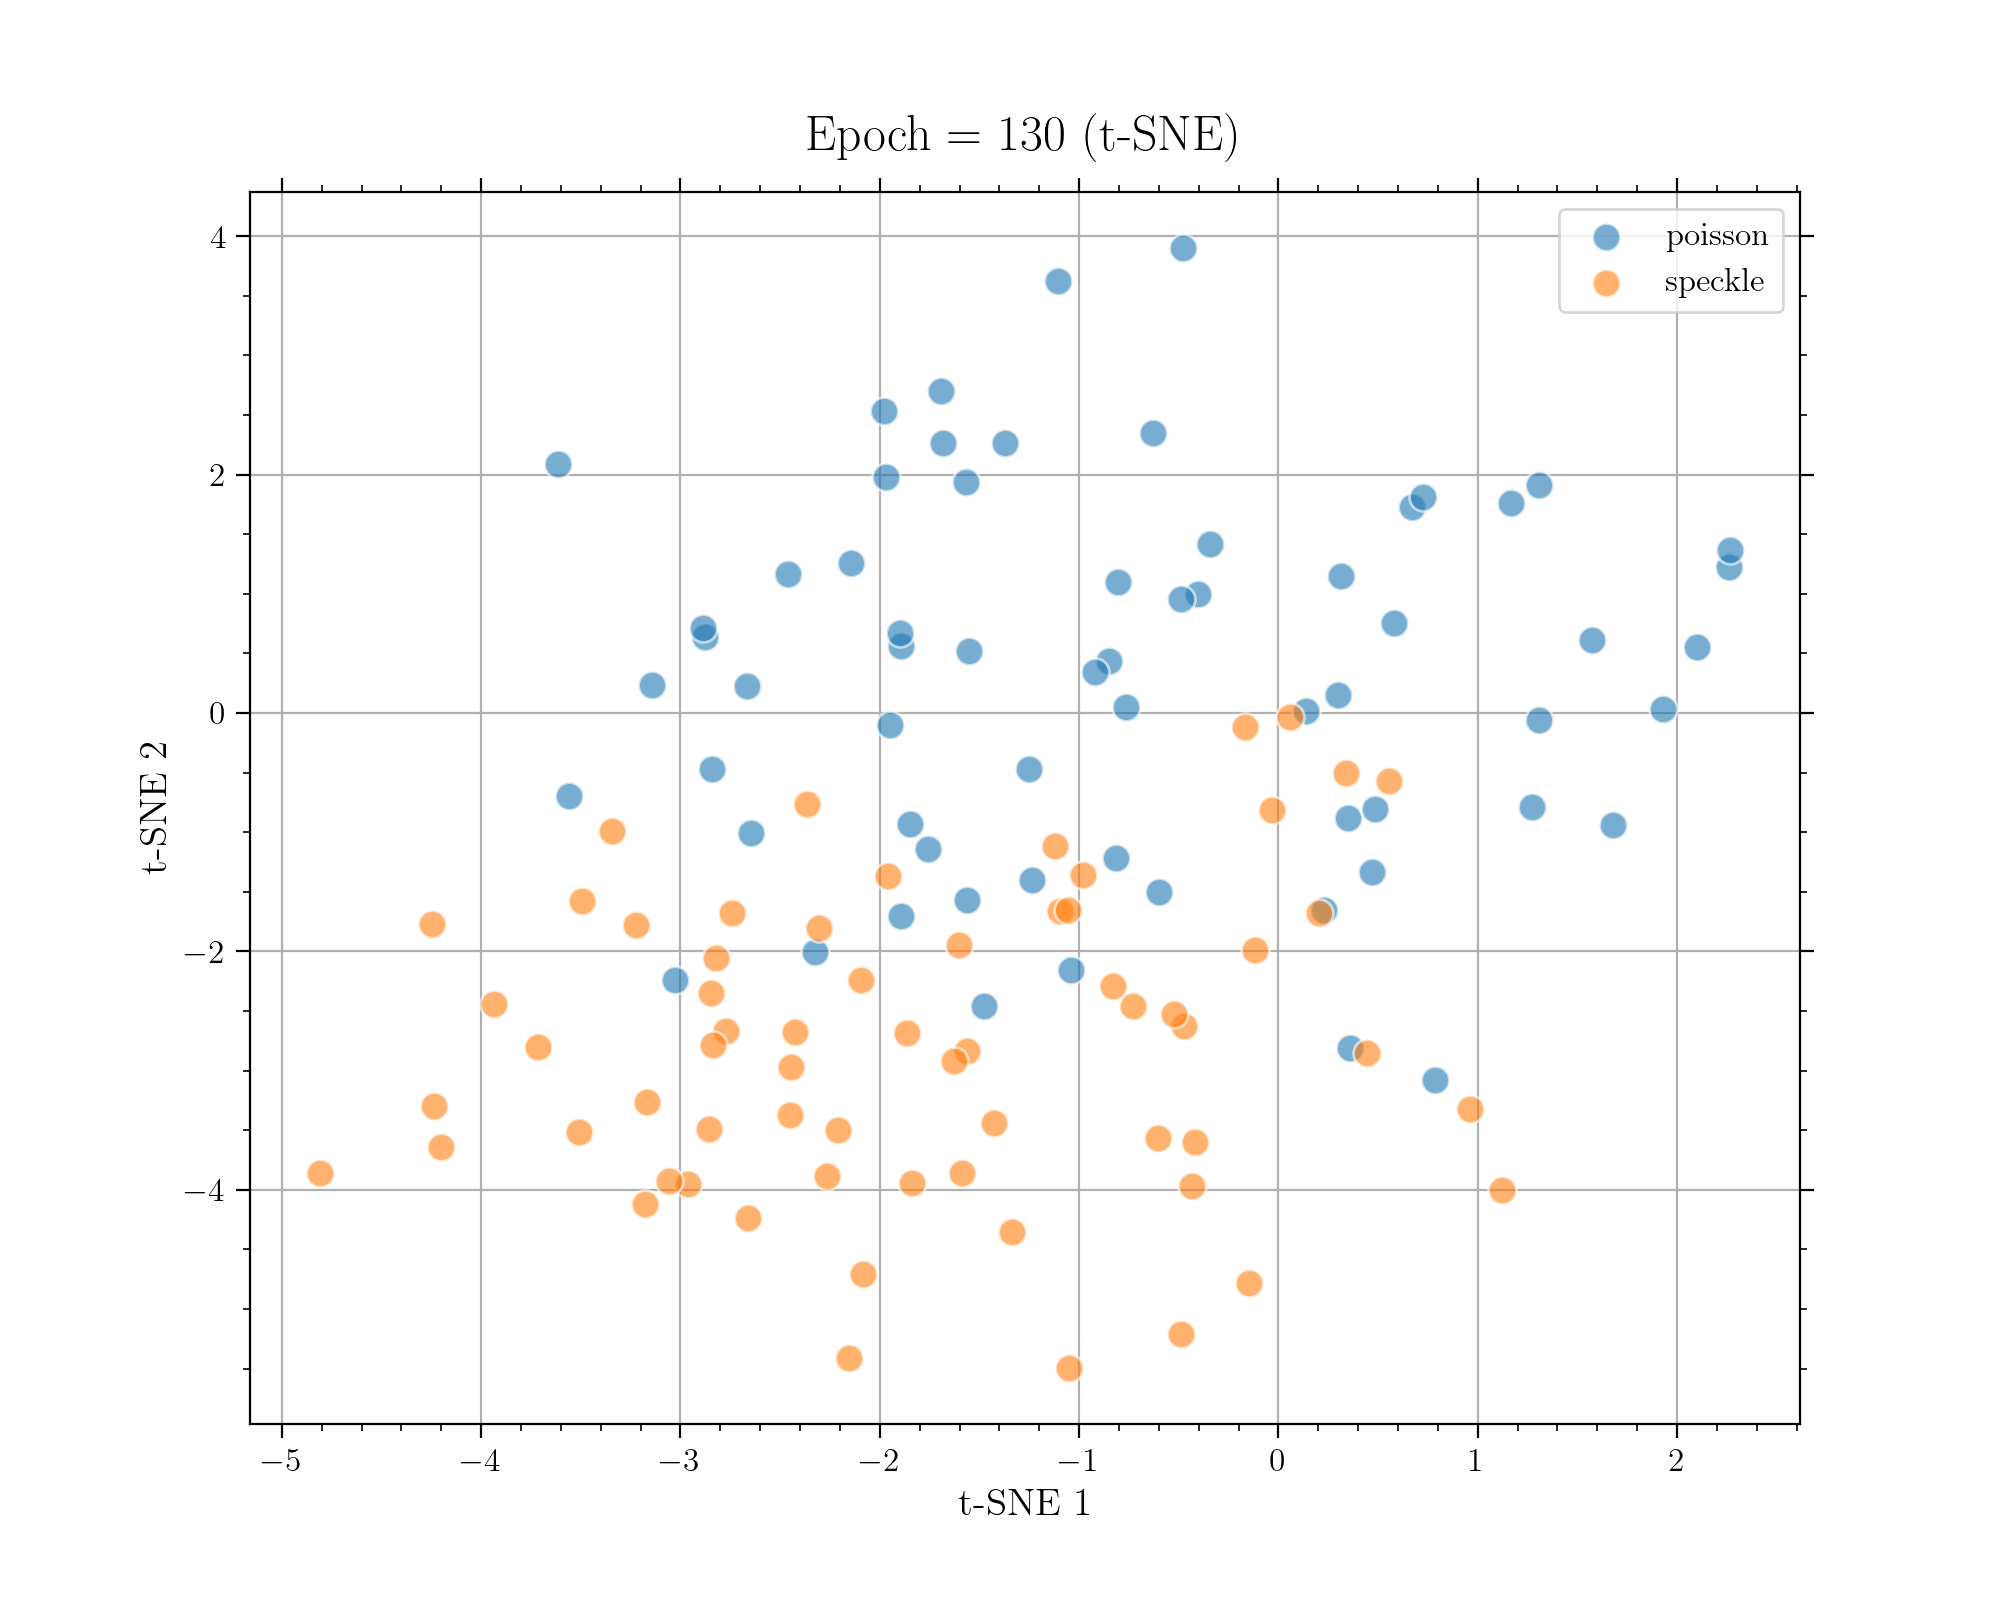 Epoch = 130 (t-SNE)
poisson
speckle
4
2
0
−2
−4
t-SNE 2
−5 −4 −3 −2 −1 0 1 2
t-SNE 1